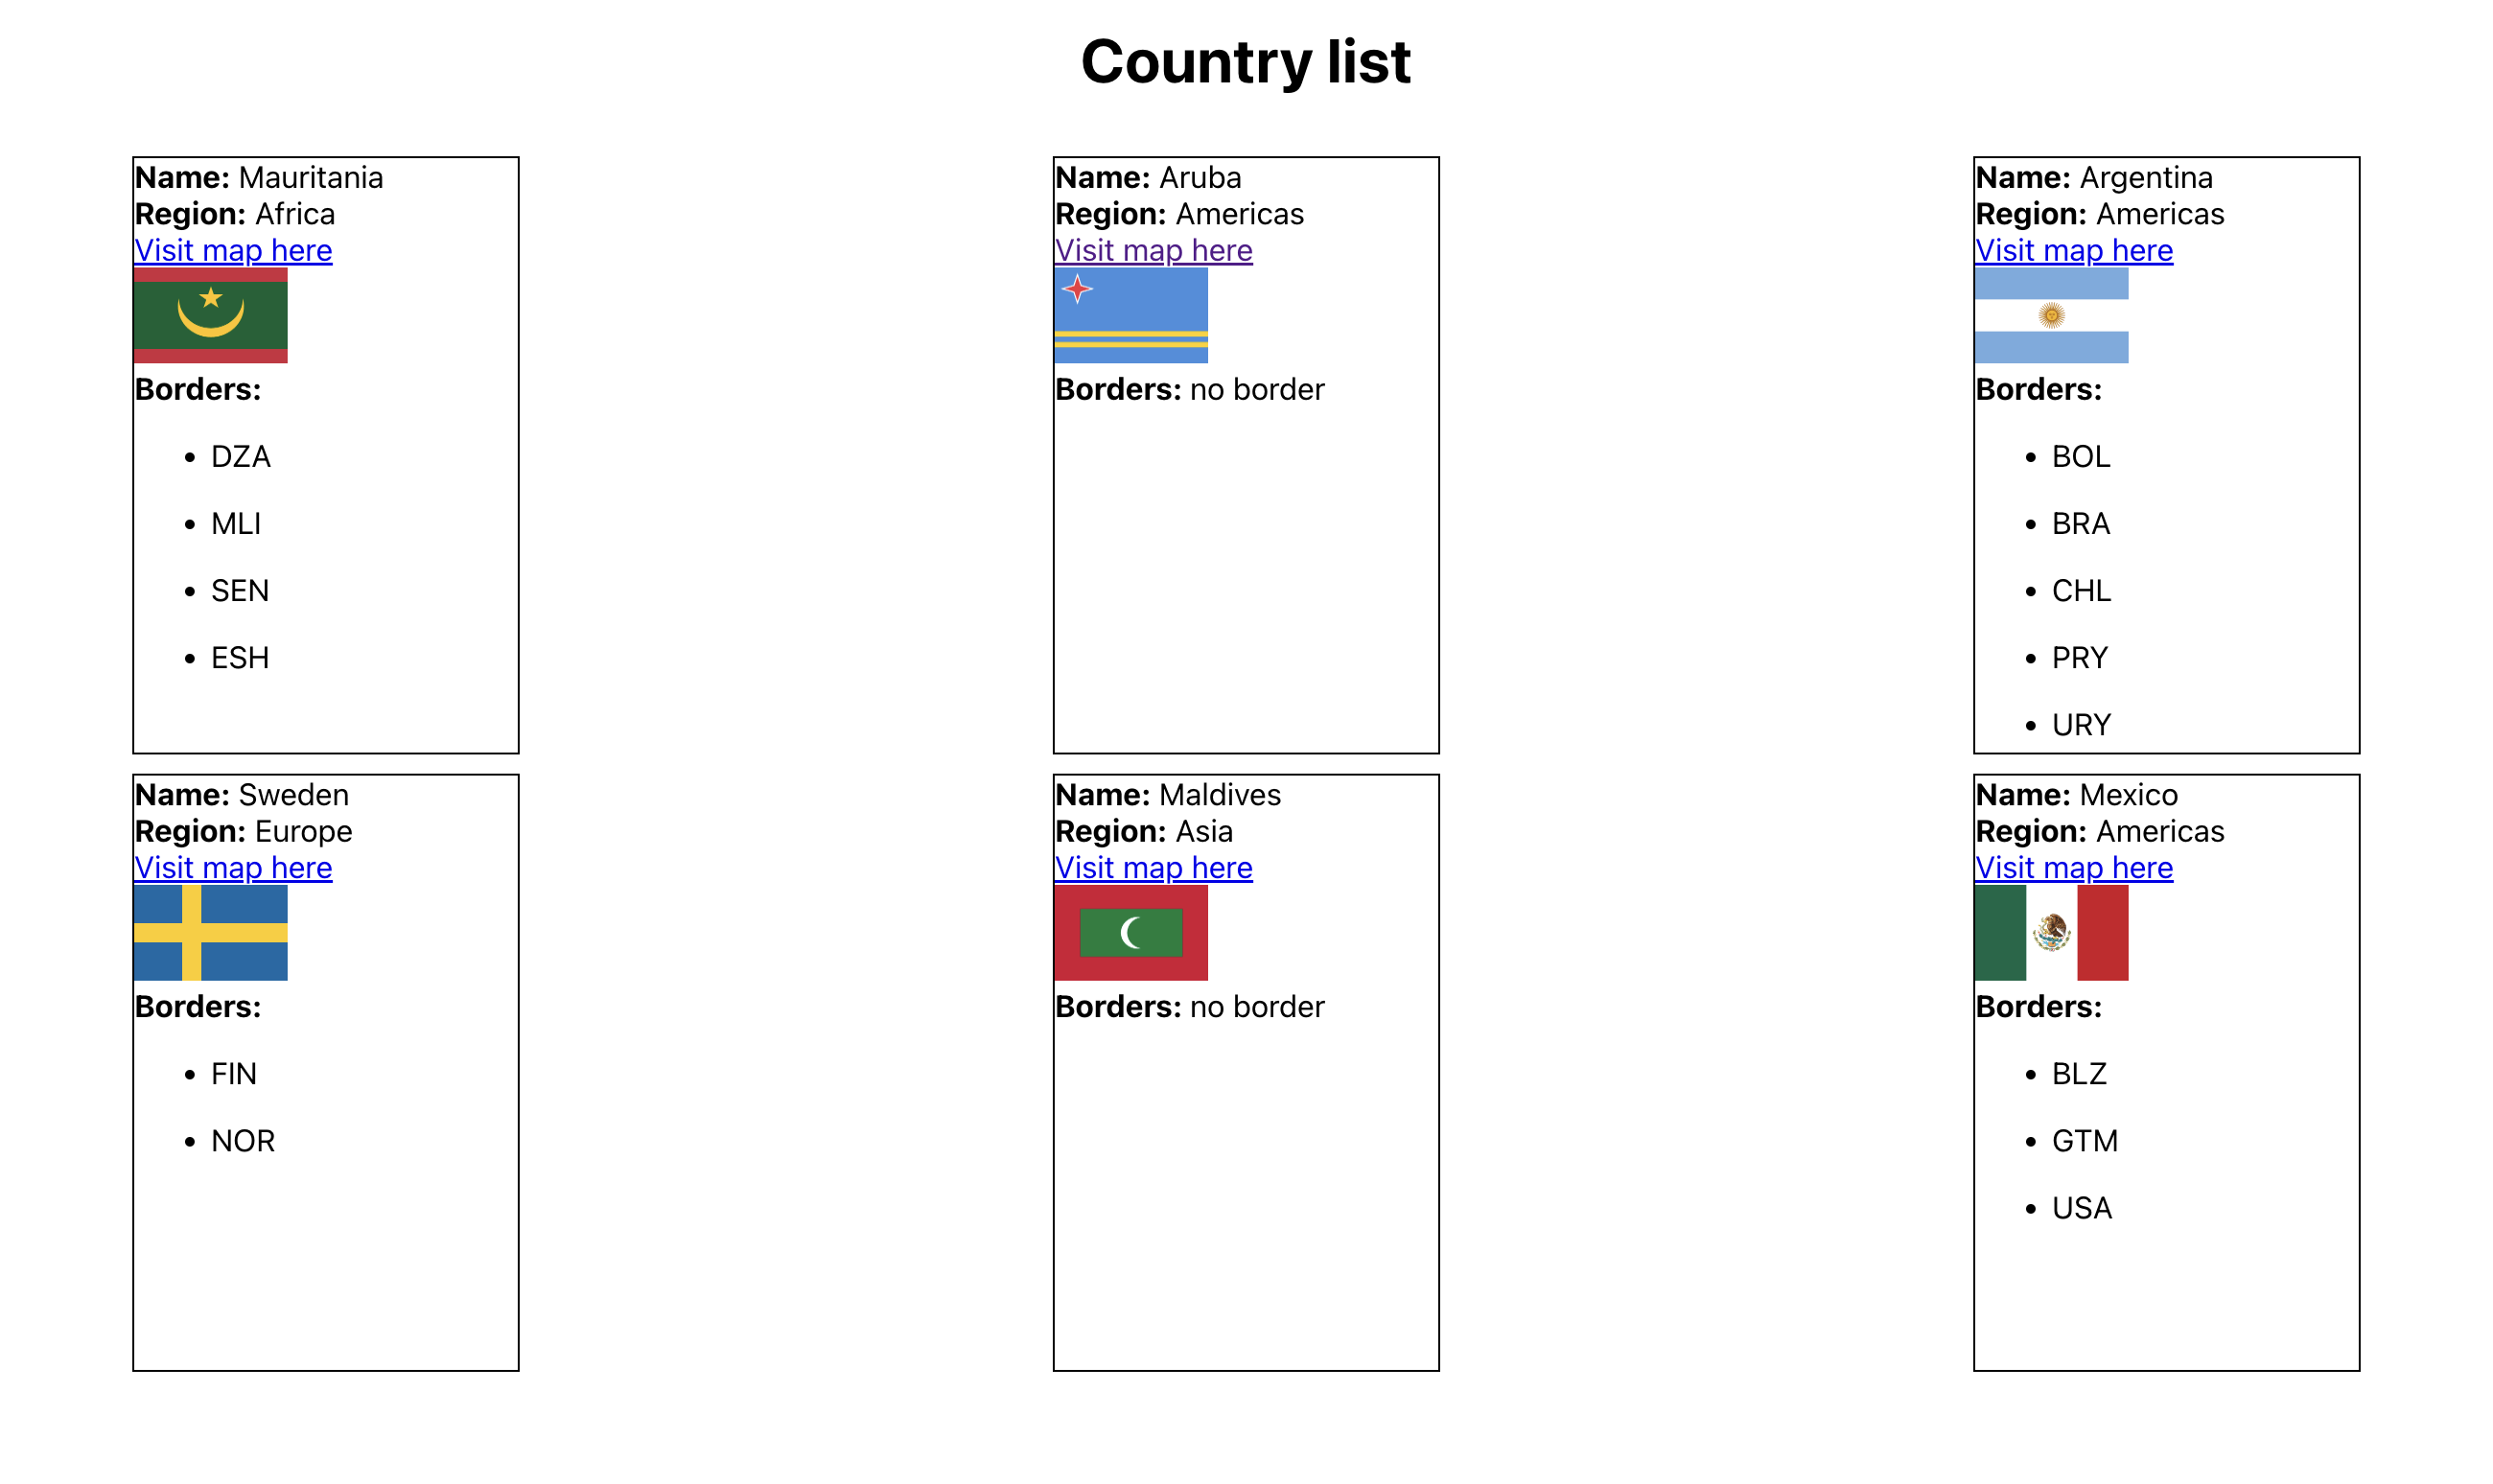 Country list
Name: Mauritania
Region: Africa
Visit map here
Borders:
DZA
MLI
SEN
ESH
Name: Aruba
Region: Americas
Visit map here
Borders: no border
Name: Argentina
Region: Americas
Visit map here
Borders:
BOL
BRA
CHL
PRY
URY
Name: Sweden
Region: Europe
Visit map here
Borders:
FIN
NOR
Name: Maldives
Region: Asia
Visit map here
Borders: no border
Name: Mexico
Region: Americas
Visit map here
Borders:
BLZ
GTM
USA